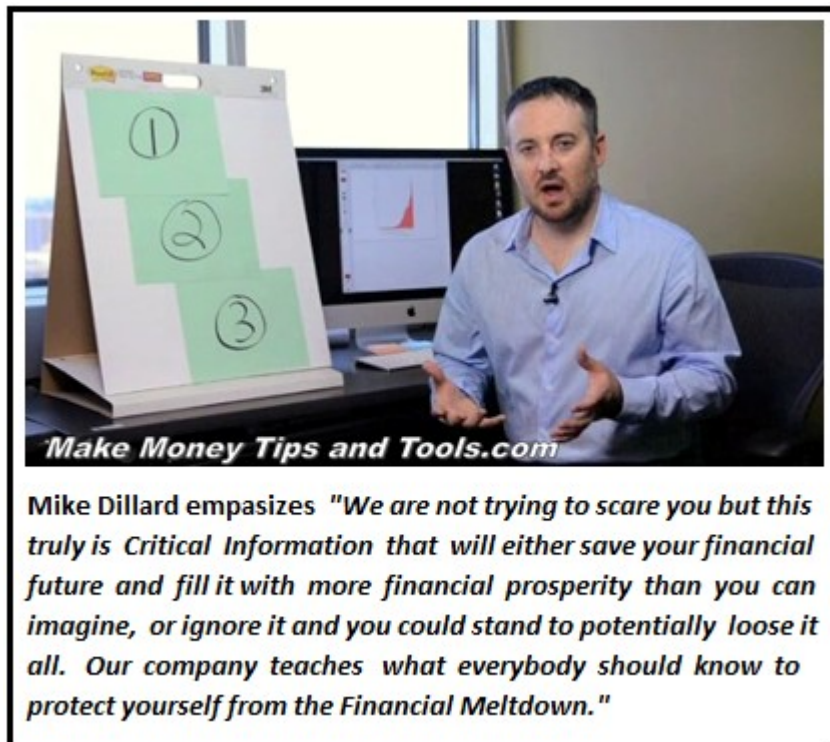 Post-it
3M
1
2
3
Make Money Tips and Tools.com
Mike Dillard empasizes "We are not trying to scare you but this
truly is Critical Information that will either save your financial
future and fill it with more financial prosperity than you can
imagine, or ignore it and you could stand to potentially loose it
all. Our company teaches what everybody should know to
protect yourself from the Financial Meltdown."